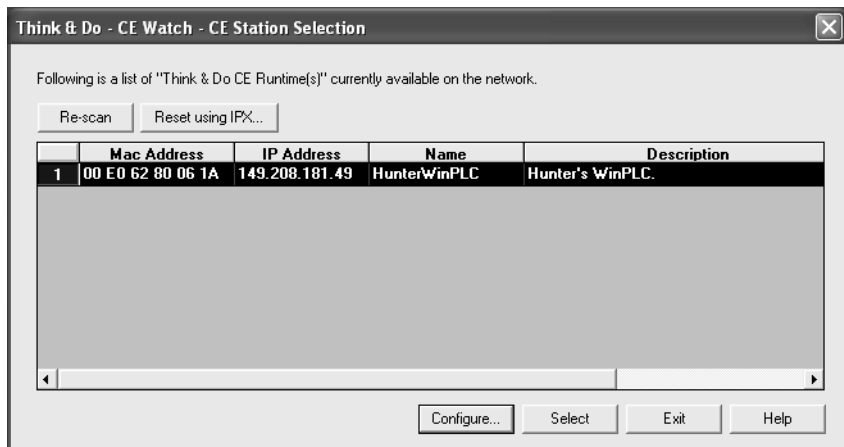 Think & Do - CE Watch - CE Station Selection
Following is a list of "Think & Do CE Runtime(s)" currently available on the network.
Re-scan Reset using IPX...
Mac Address IP Address Name Description
1 00 E0 62 80 06 1A 149.208.181.49 HunterWinPLC Hunter's WinPLC.
Configure... Select Exit Help